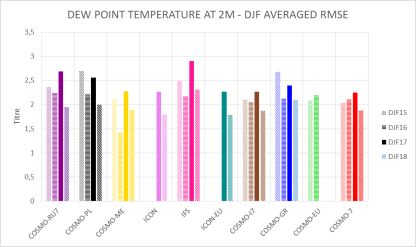 DEW POINT TEMPERATURE AT 2M - DJF AVERAGED RMSE
3,5
3
2,5
2
1,5
1
0,5
0
Titre
COSMO-RU7
COSMO-PL
COSMO-ME
ICON
IFS
ICON-EU
COSMO-I7
COSMO-GR
COSMO-EU
COSMO-7
DJF15
DJF16
DJF17
DJF18